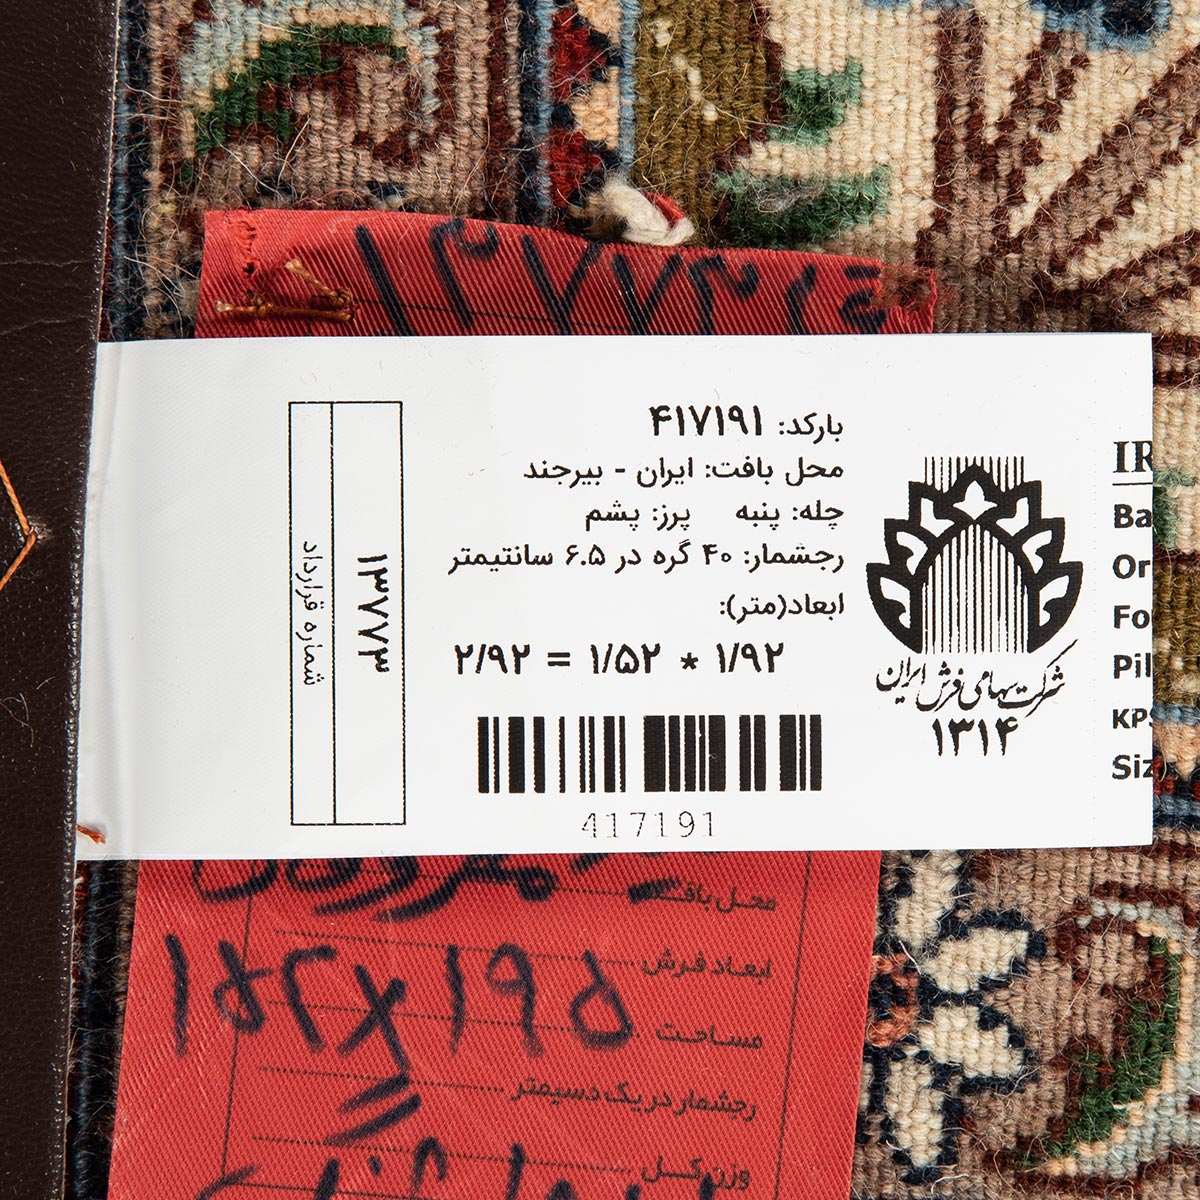 بارکد: ۴۱۷۱۹۱
محل بافت: ایران - بیرجند
چله: پنبه پرز: پشم
رجشمار: ۴۰ گره در ۶.۵ سانتیمتر
ابعاد(متر):
۱/۹۲ * ۱/۵۲ = ۲/۹۲
417191
شماره قرارداد
۱۳۷۷۳
شرکت سهامی فرش ایران
۱۳۱۴
IR
Ba
Or
Fo
Pil
KPS
Siz
محل بافت
ابعاد فرش
۱۵۲x۱۹۵
مساحت
رجشمار در یک دسیمتر
وزن کل